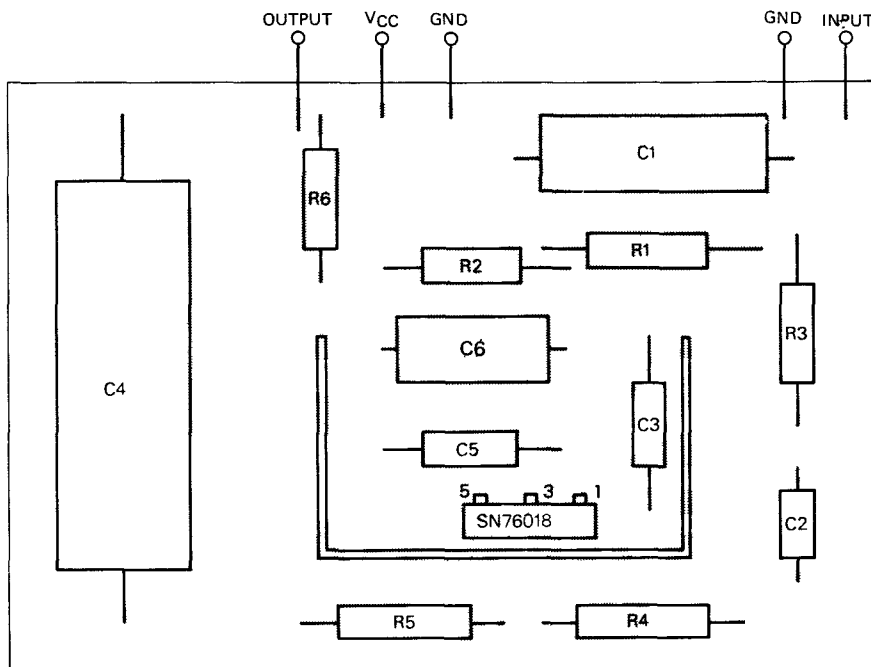 OUTPUT VCC GND GND INPUT
C1
R6
R1
R2
R3
C6
C4
C3
C5
5 3 1
SN76018
C2
R5 R4